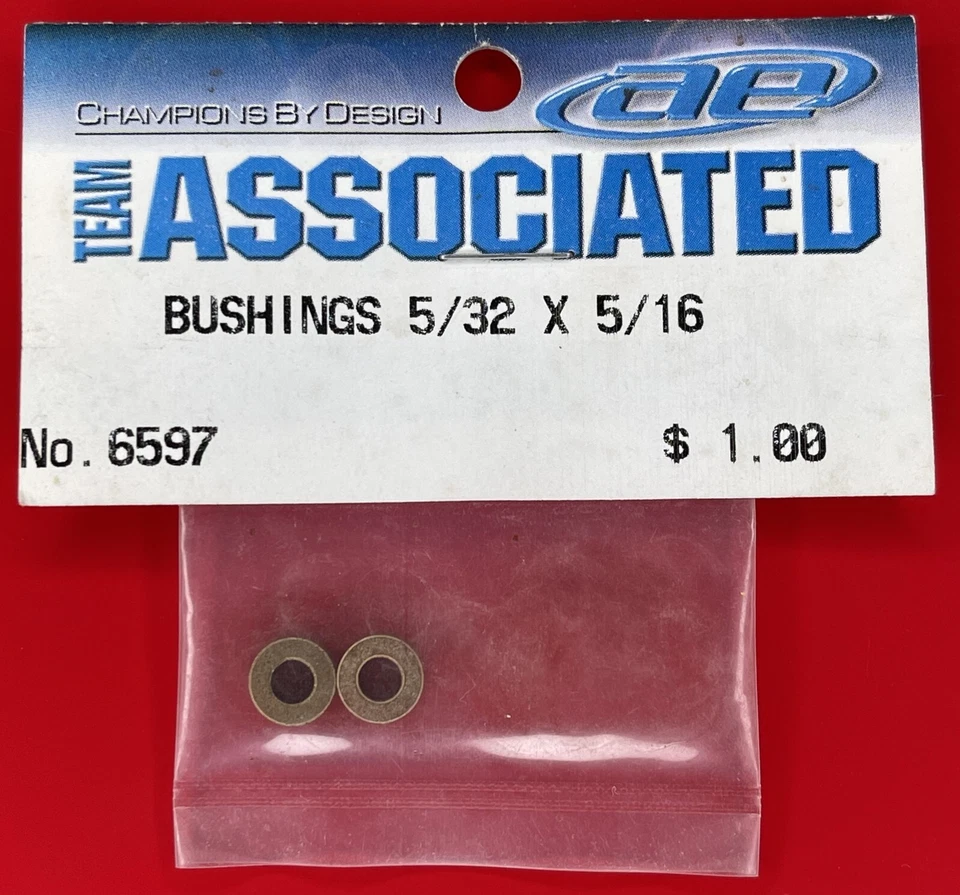 CHAMPIONS BY DESIGN
ae
TEAM ASSOCIATED
BUSHINGS 5/32 X 5/16
No. 6597
$ 1.00